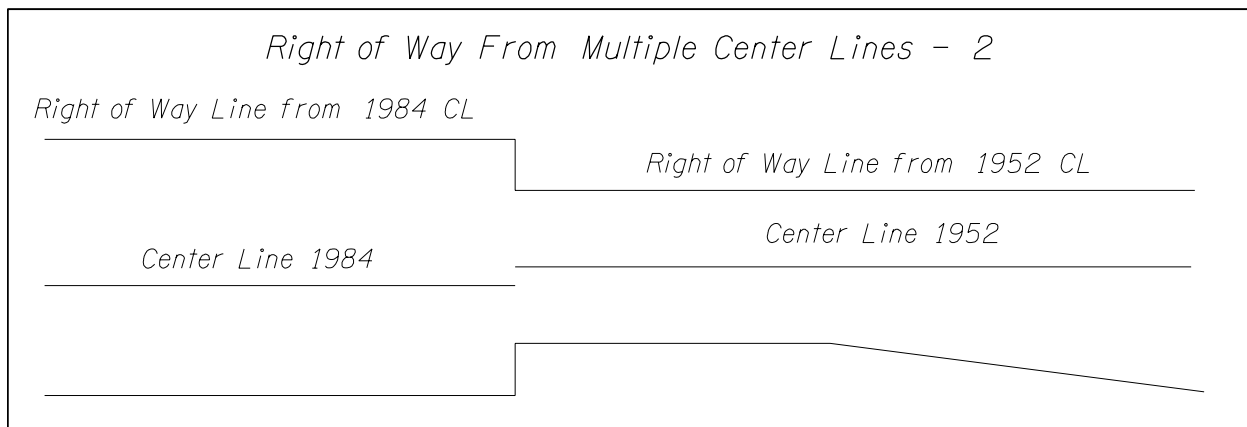 Right of Way From Multiple Center Lines - 2
Right of Way Line from 1984 CL
Right of Way Line from 1952 CL
Center Line 1952
Center Line 1984